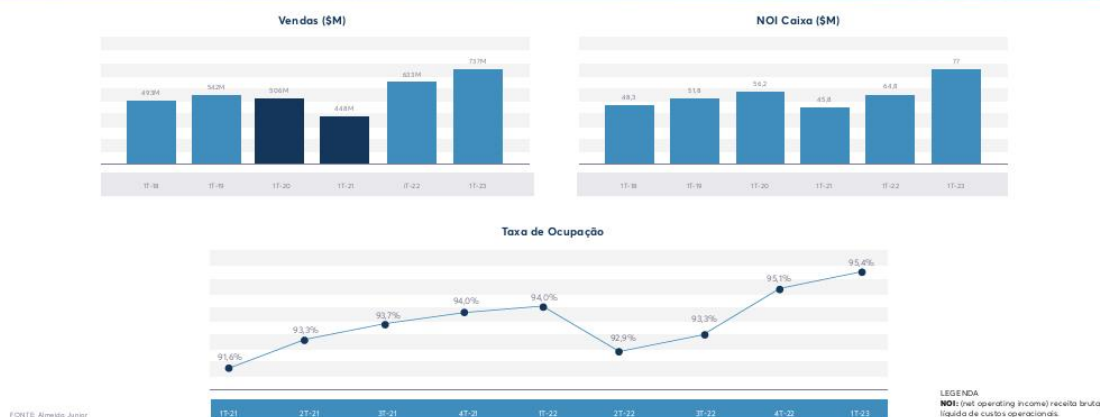 Vendas ($M)
NOI Caixa ($M)
493M
542M
506M
448M
633M
737M
48,3
51,8
56,2
45,8
64,8
77
1T-18
1T-19
1T-20
1T-21
1T-22
1T-23
1T-18
1T-19
1T-20
1T-21
1T-22
1T-23
Taxa de Ocupação
91,6%
93,3%
93,7%
94,0%
94,0%
92,9%
93,3%
95,1%
95,4%
1T-21
2T-21
3T-21
4T-21
1T-22
2T-22
3T-22
4T-22
1T-23
FONTE: Almeida Junior
LEGENDA
NOI: (net operating income) receita bruta
líquida de custos operacionais.